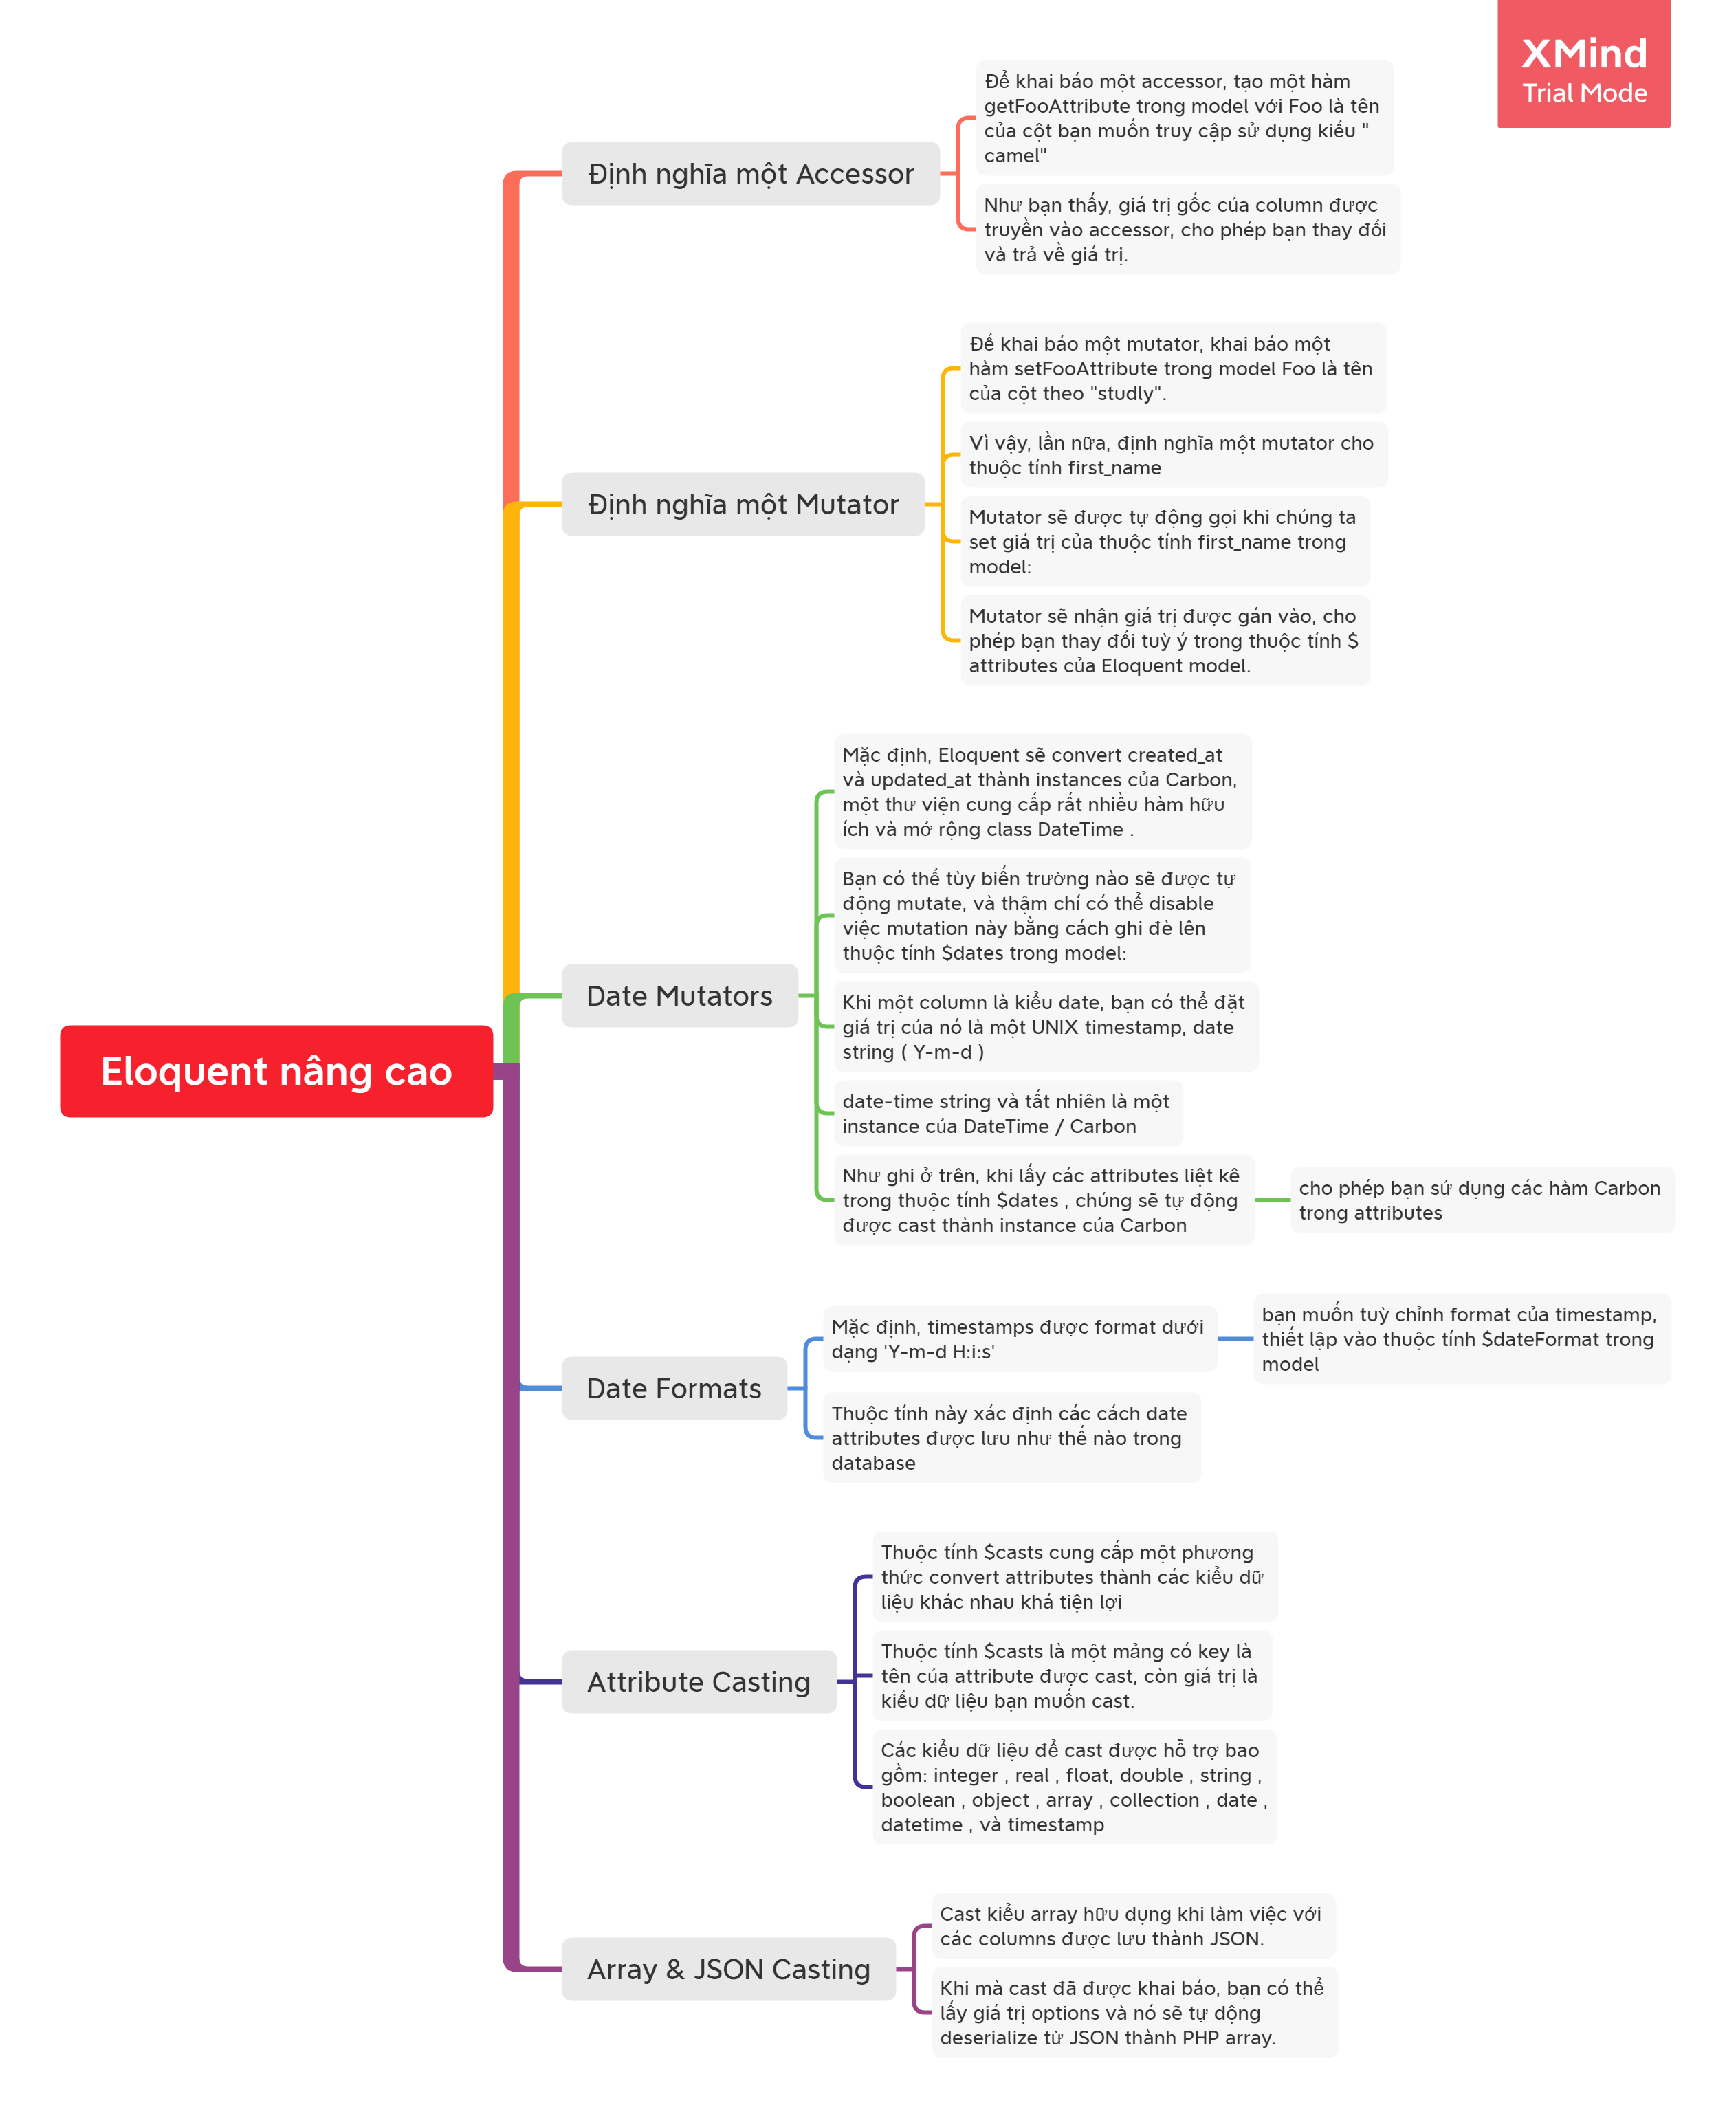 XMind
Trial Mode
Eloquent nâng cao
Định nghĩa một Accessor
Để khai báo một accessor, tạo một hàm
getFooAttribute trong model với Foo là tên
của cột bạn muốn truy cập sử dụng kiểu "
camel"
Như bạn thấy, giá trị gốc của column được
truyền vào accessor, cho phép bạn thay đổi
và trả về giá trị.
Định nghĩa một Mutator
Để khai báo một mutator, khai báo một
hàm setFooAttribute trong model Foo là tên
của cột theo "studly".
Vì vậy, lần nữa, định nghĩa một mutator cho
thuộc tính first_name
Mutator sẽ được tự động gọi khi chúng ta
set giá trị của thuộc tính first_name trong
model:
Mutator sẽ nhận giá trị được gán vào, cho
phép bạn thay đổi tuỳ ý trong thuộc tính $
attributes của Eloquent model.
Date Mutators
Mặc định, Eloquent sẽ convert created_at
và updated_at thành instances của Carbon,
một thư viện cung cấp rất nhiều hàm hữu
ích và mở rộng class DateTime .
Bạn có thể tùy biến trường nào sẽ được tự
động mutate, và thậm chí có thể disable
việc mutation này bằng cách ghi đè lên
thuộc tính $dates trong model:
Khi một column là kiểu date, bạn có thể đặt
giá trị của nó là một UNIX timestamp, date
string ( Y-m-d )
date-time string và tất nhiên là một
instance của DateTime / Carbon
Như ghi ở trên, khi lấy các attributes liệt kê
trong thuộc tính $dates , chúng sẽ tự động
được cast thành instance của Carbon
cho phép bạn sử dụng các hàm Carbon
trong attributes
Date Formats
Mặc định, timestamps được format dưới
dạng 'Y-m-d H:i:s'
bạn muốn tuỳ chỉnh format của timestamp,
thiết lập vào thuộc tính $dateFormat trong
model
Thuộc tính này xác định các cách date
attributes được lưu như thế nào trong
database
Attribute Casting
Thuộc tính $casts cung cấp một phương
thức convert attributes thành các kiểu dữ
liệu khác nhau khá tiện lợi
Thuộc tính $casts là một mảng có key là
tên của attribute được cast, còn giá trị là
kiểu dữ liệu bạn muốn cast.
Các kiểu dữ liệu để cast được hỗ trợ bao
gồm: integer , real , float, double , string ,
boolean , object , array , collection , date ,
datetime , và timestamp
Array & JSON Casting
Cast kiểu array hữu dụng khi làm việc với
các columns được lưu thành JSON.
Khi mà cast đã được khai báo, bạn có thể
lấy giá trị options và nó sẽ tự dộng
deserialize từ JSON thành PHP array.